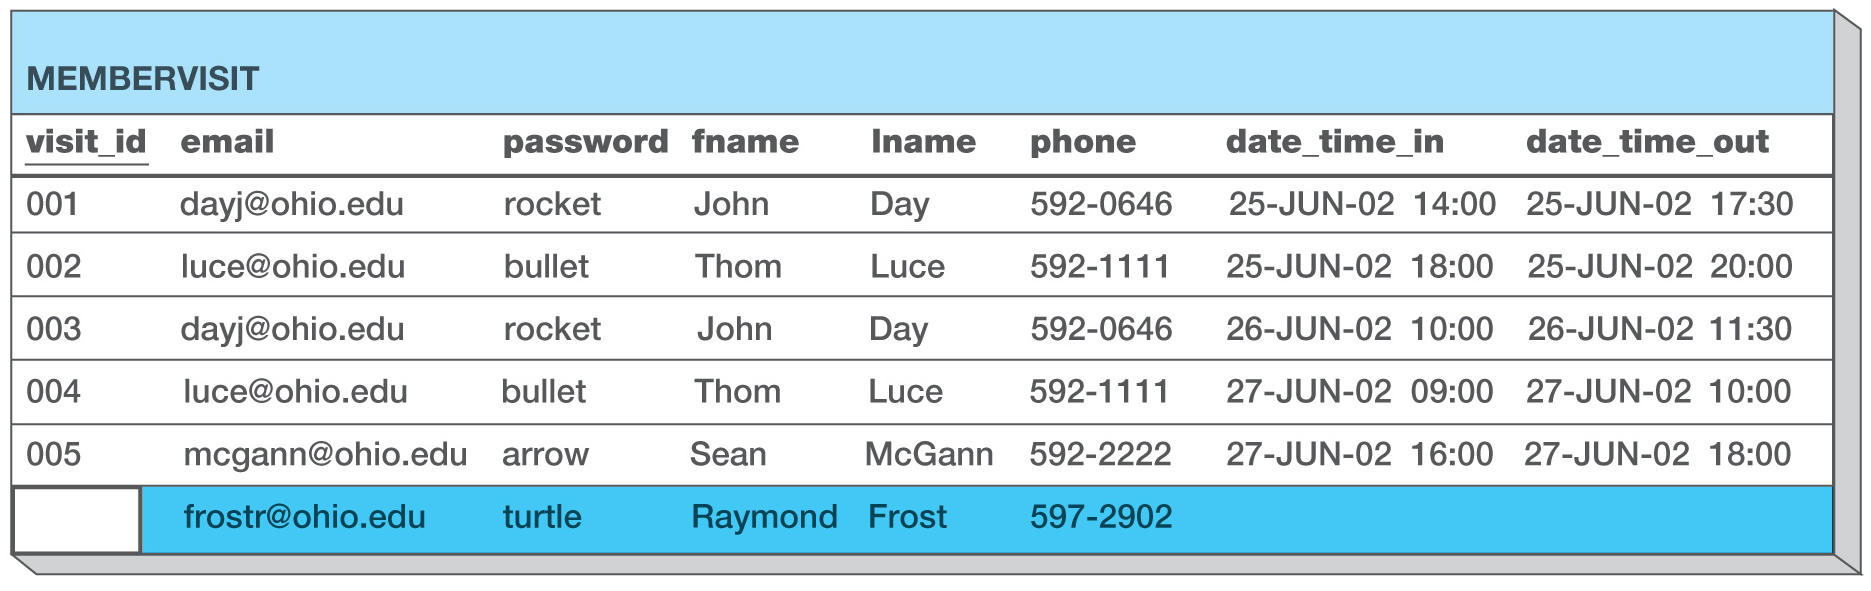 MEMBERVISIT
visit_id email password fname lname phone date_time_in date_time_out
001 dayj@ohio.edu rocket John Day 592-0646 25-JUN-02 14:00 25-JUN-02 17:30
002 luce@ohio.edu bullet Thom Luce 592-1111 25-JUN-02 18:00 25-JUN-02 20:00
003 dayj@ohio.edu rocket John Day 592-0646 26-JUN-02 10:00 26-JUN-02 11:30
004 luce@ohio.edu bullet Thom Luce 592-1111 27-JUN-02 09:00 27-JUN-02 10:00
005 mcgann@ohio.edu arrow Sean McGann 592-2222 27-JUN-02 16:00 27-JUN-02 18:00
frostr@ohio.edu turtle Raymond Frost 597-2902